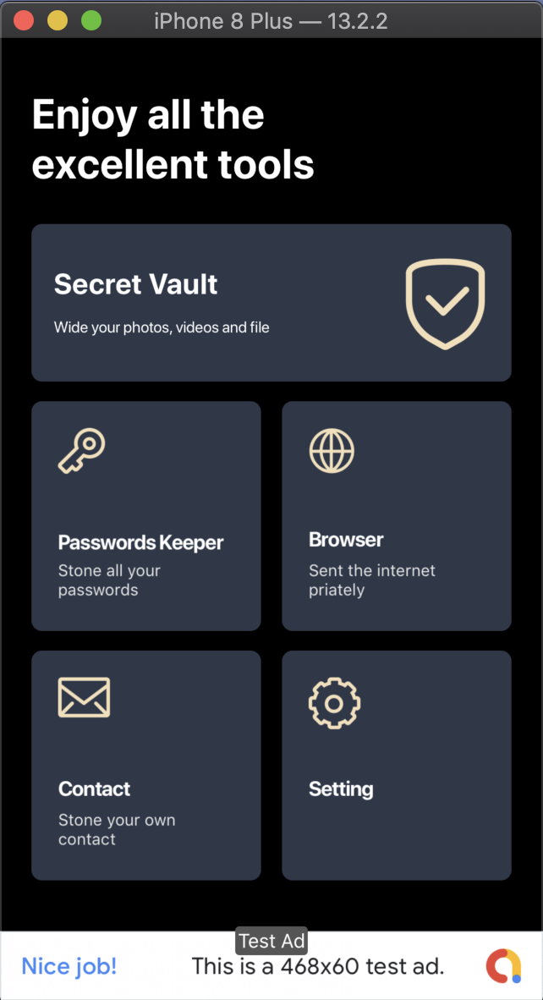 iPhone 8 Plus — 13.2.2
Enjoy all the
excellent tools
Secret Vault
Wide your photos, videos and file
Passwords Keeper
Stone all your
passwords
Browser
Sent the internet
priately
Contact
Stone your own
contact
Setting
Test Ad
Nice job!
This is a 468x60 test ad.